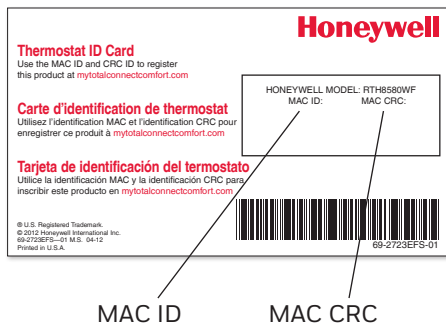 Honeywell
Thermostat ID Card
Use the MAC ID and CRC ID to register
this product at mytotalconnectcomfort.com
HONEYWELL MODEL: RTH8580WF
MAC ID: MAC CRC:
Carte d'identification de thermostat
Utilisez l'identification MAC et l'identification CRC pour
enregistrer ce produit à mytotalconnectcomfort.com
Tarjeta de identificación del termostato
Utilice la identificación MAC y la identificación CRC para
inscribir este producto en mytotalconnectcomfort.com
® U.S. Registered Trademark.
© 2012 Honeywell International Inc.
69-2723EFS—01 M.S. 04-12
Printed in U.S.A.
69-2723EFS-01
MAC ID MAC CRC